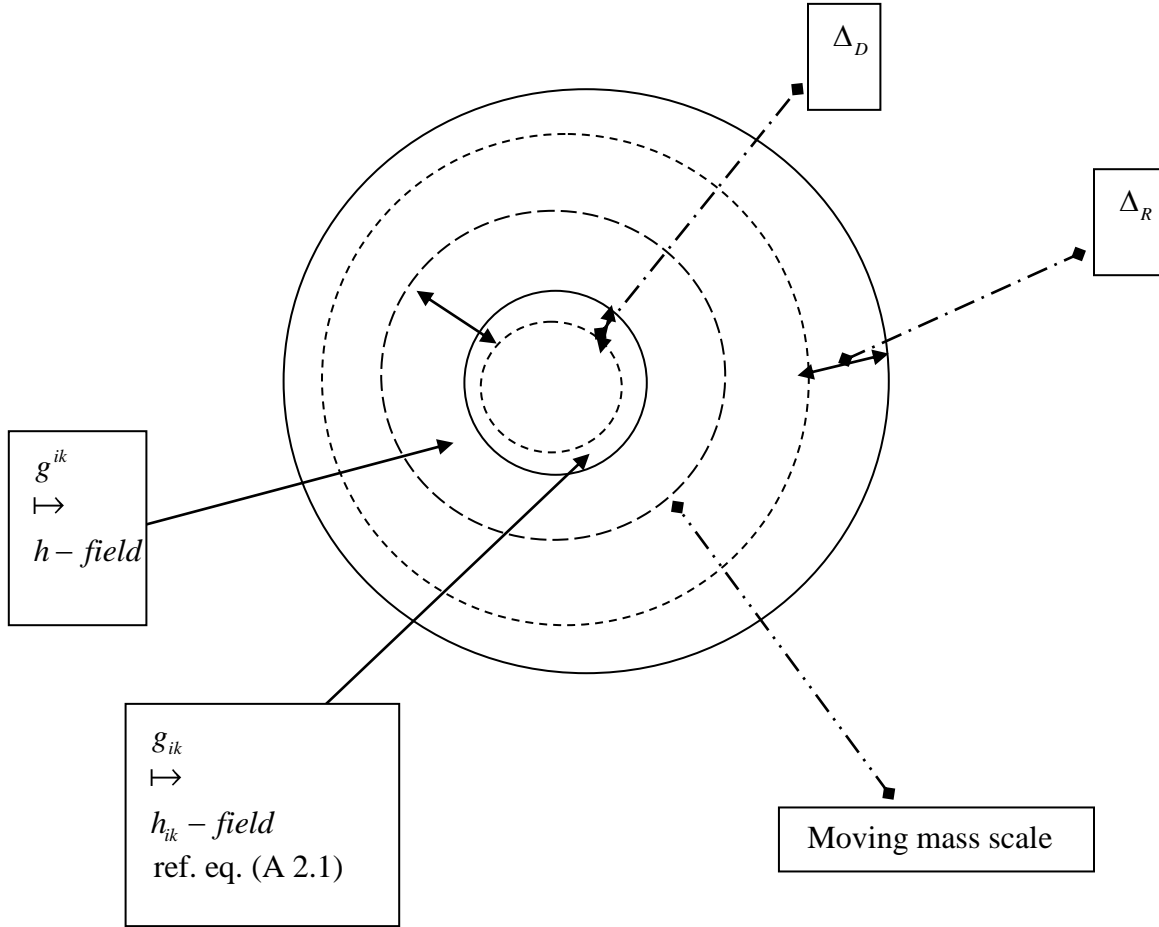 Δ_D
Δ_R
g^{ik}
↦
h – field
g_{ik}
↦
h_{ik} – field
ref. eq. (A 2.1)
Moving mass scale